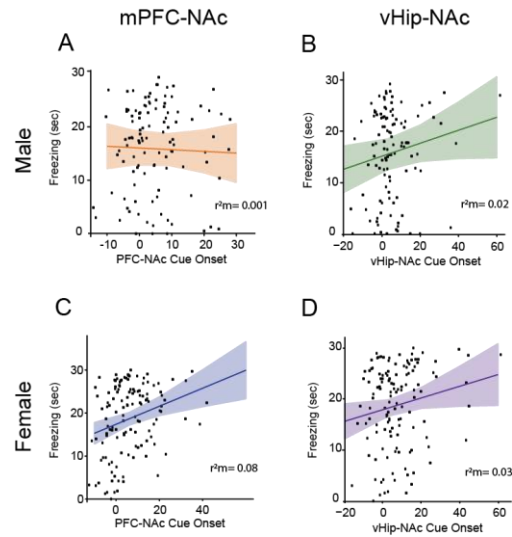 mPFC-NAc
vHip-NAc
A
B
Male
Freezing (sec)
30
20
10
0
r²m= 0.001
-10
0
10
20
30
PFC-NAc Cue Onset
Freezing (sec)
30
20
10
0
r²m= 0.02
-20
0
20
40
60
vHip-NAc Cue Onset
C
D
Female
Freezing (sec)
30
20
10
0
r²m= 0.08
0
20
40
PFC-NAc Cue Onset
Freezing (sec)
30
20
10
0
r²m= 0.03
-20
0
20
40
60
vHip-NAc Cue Onset